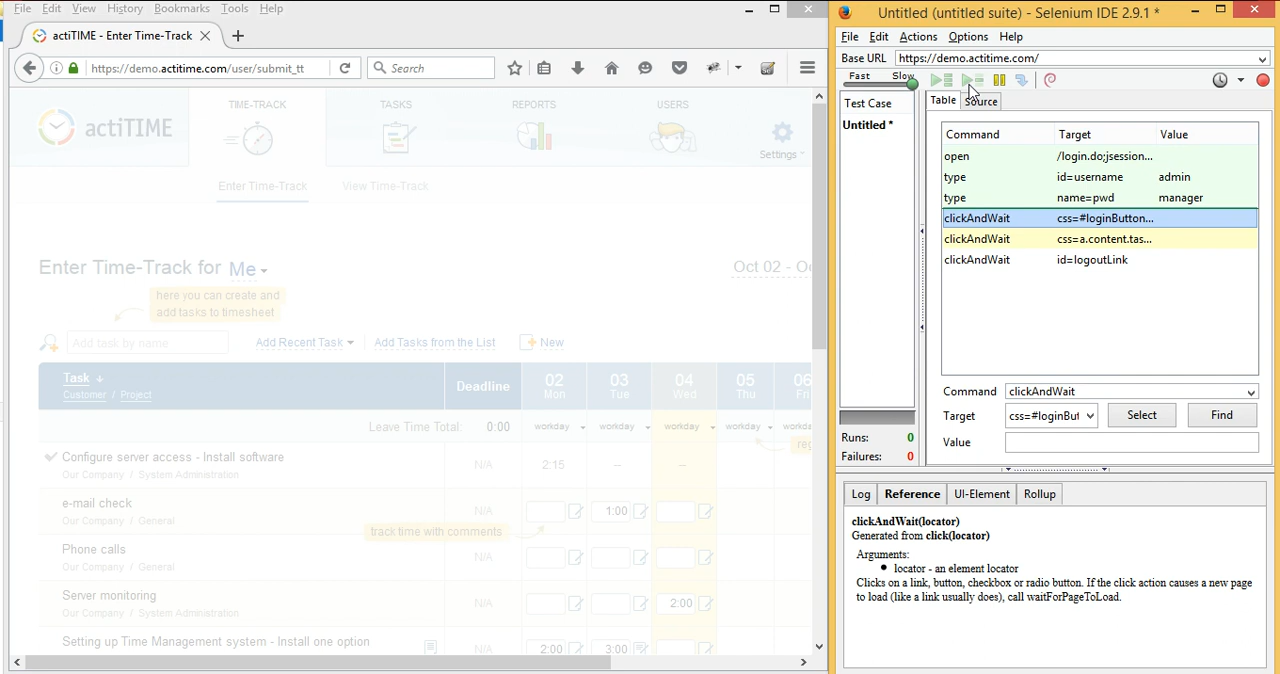 File Edit View History Bookmarks Tools Help
actiTIME - Enter Time-Track
https://demo.actitime.com/user/submit_tt
Search
actiTIME
TIME-TRACK
TASKS
REPORTS
USERS
Settings
Enter Time-Track
View Time-Track
Enter Time-Track for Me
Oct 02 - Oc
here you can create and
add tasks to timesheet
Add task by name
Add Recent Task
Add Tasks from the List
New
Task
Customer / Project
Deadline
02 Mon
03 Tue
04 Wed
05 Thu
06 Fri
Leave Time Total: 0:00 workday workday workday workday workda
reg
Configure server access - Install software N/A 2:15 – –
Our Company / System Administration
e-mail check N/A 1:00
Our Company / General
track time with comments
Phone calls N/A
Our Company / General
Server monitoring N/A 2:00
Our Company / System Administration
Setting up Time Management system - Install one option N/A 2:00 3:00
Untitled (untitled suite) - Selenium IDE 2.9.1 *
File Edit Actions Options Help
Base URL https://demo.actitime.com/
Fast Slow
Test Case
Untitled *
Table Source
Command Target Value
open /login.do;jsession...
type id=username admin
type name=pwd manager
clickAndWait css=#loginButton...
clickAndWait css=a.content.tas...
clickAndWait id=logoutLink
Command clickAndWait
Target css=#loginBut Select Find
Value
Runs: 0
Failures: 0
Log Reference UI-Element Rollup
clickAndWait(locator)
Generated from click(locator)
Arguments:
locator - an element locator
Clicks on a link, button, checkbox or radio button. If the click action causes a new page
to load (like a link usually does), call waitForPageToLoad.